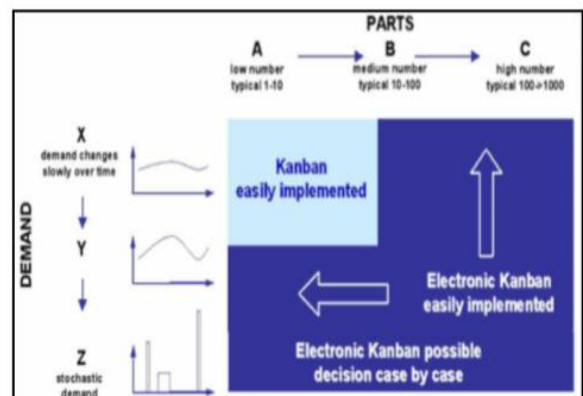 PARTS
A
B
C
low number
typical 1-10
medium number
typical 10-100
high number
typical 100->1000
DEMAND
X
demand changes
slowly over time
Y
Z
stochastic
demand
Kanban
easily implemented
Electronic Kanban
easily implemented
Electronic Kanban possible
decision case by case